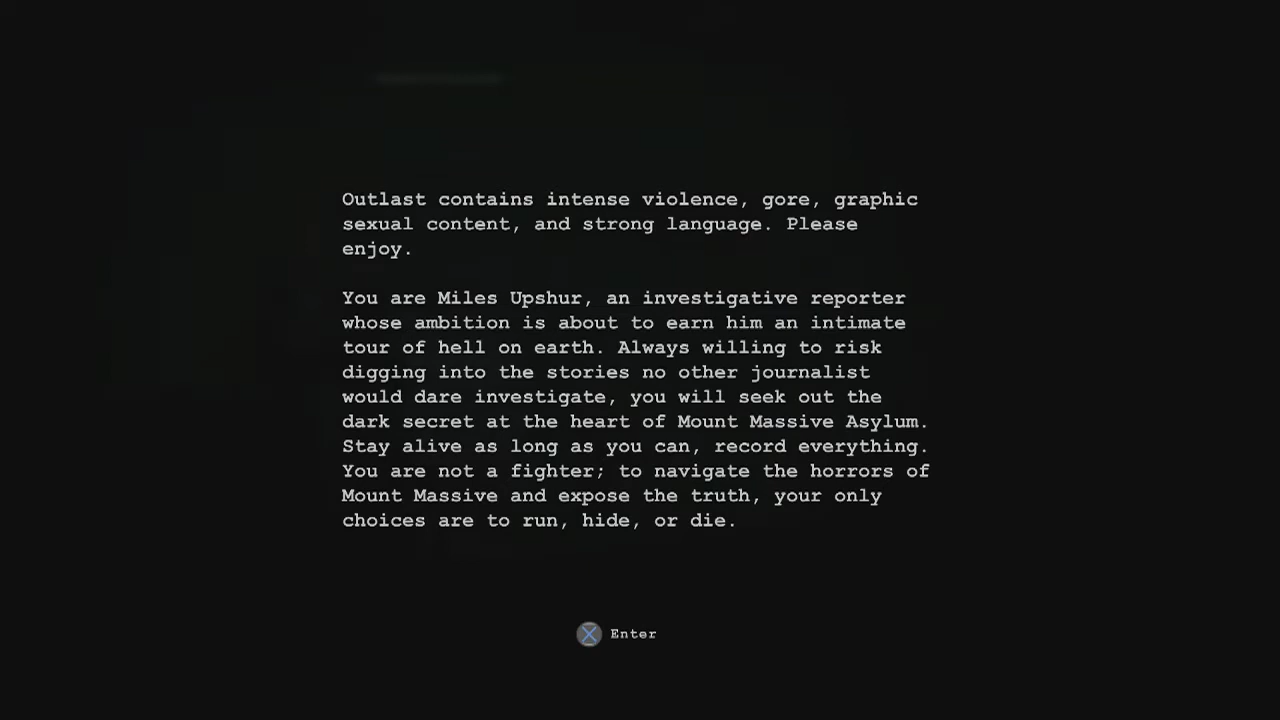 Outlast contains intense violence, gore, graphic
sexual content, and strong language. Please
enjoy.
You are Miles Upshur, an investigative reporter
whose ambition is about to earn him an intimate
tour of hell on earth. Always willing to risk
digging into the stories no other journalist
would dare investigate, you will seek out the
dark secret at the heart of Mount Massive Asylum.
Stay alive as long as you can, record everything.
You are not a fighter; to navigate the horrors of
Mount Massive and expose the truth, your only
choices are to run, hide, or die.
Enter